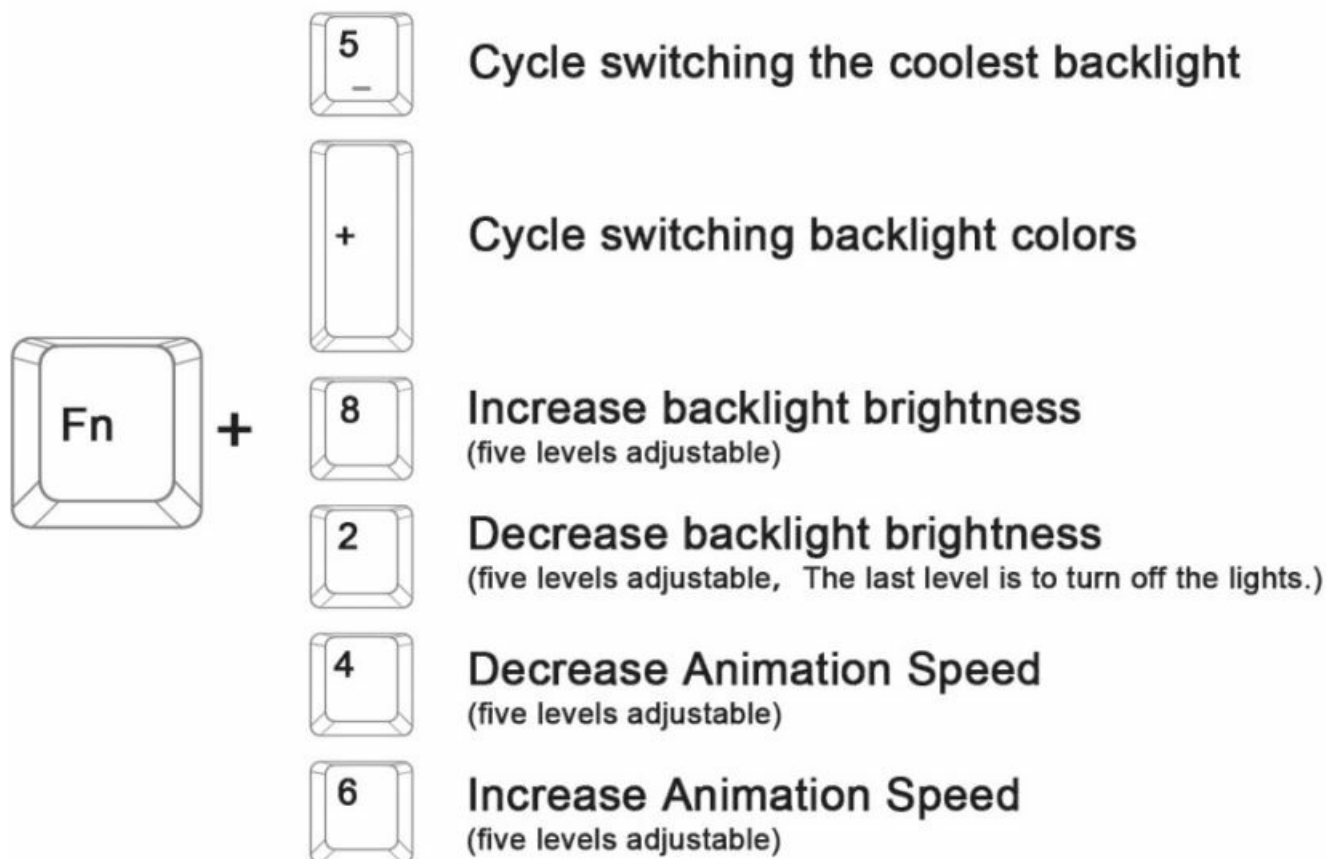 5
_
Cycle switching the coolest backlight
+
Cycle switching backlight colors
Fn
+
8
Increase backlight brightness
(five levels adjustable)
2
Decrease backlight brightness
(five levels adjustable, The last level is to turn off the lights.)
4
Decrease Animation Speed
(five levels adjustable)
6
Increase Animation Speed
(five levels adjustable)